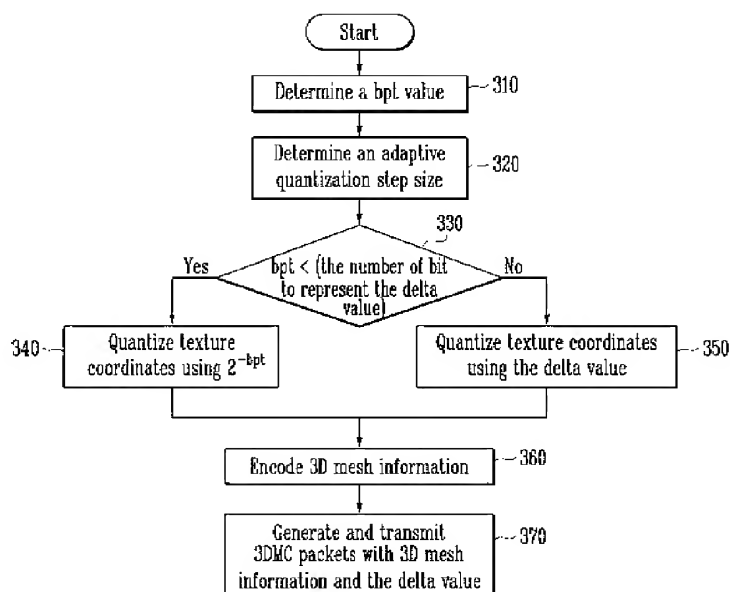 Start
Determine a bpt value
310
Determine an adaptive
quantization step size
320
330
bpt < (the number of bit
to represent the delta
value)
Yes
No
340
Quantize texture
coordinates using 2^-bpt
Quantize texture coordinates
using the delta value
350
Encode 3D mesh information
360
Generate and transmit
3DMC packets with 3D mesh
information and the delta value
370